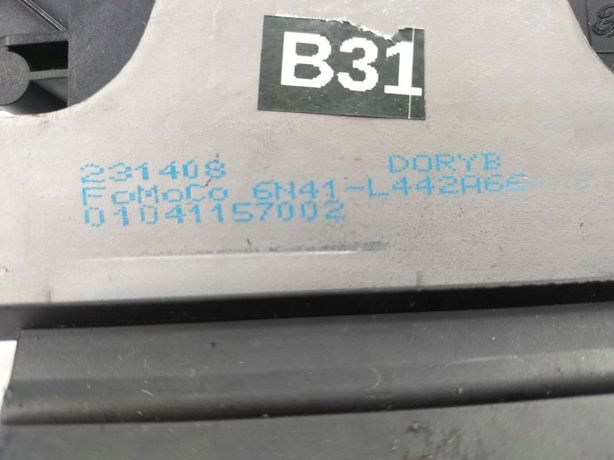 B31
231408 DORYB
FoMoCo 6N41-L442A66-
01041157002